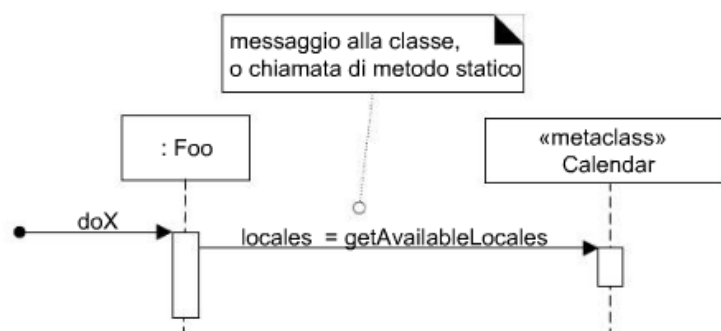 messaggio alla classe,
o chiamata di metodo statico
: Foo
«metaclass»
Calendar
doX
locales = getAvailableLocales